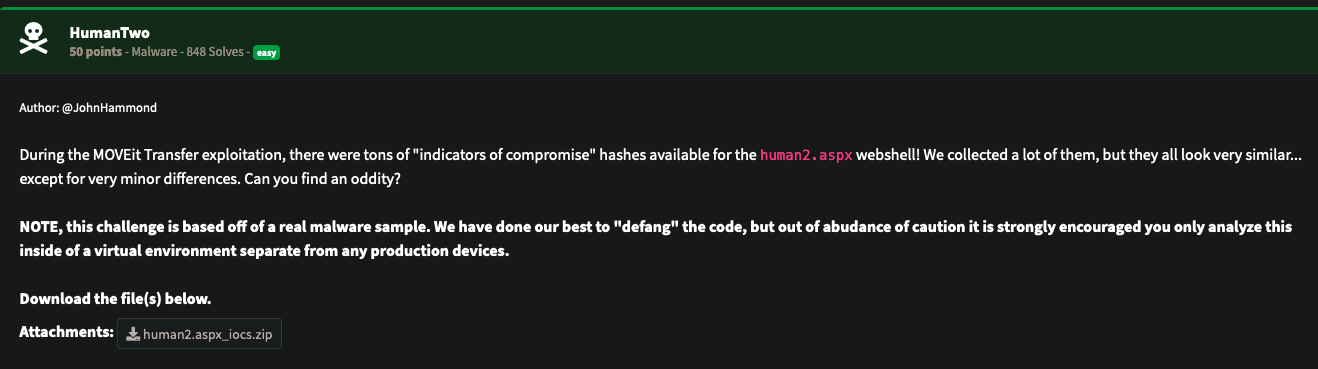 HumanTwo
50 points - Malware - 848 Solves - easy
Author: @JohnHammond
During the MOVEit Transfer exploitation, there were tons of "indicators of compromise" hashes available for the human2.aspx webshell! We collected a lot of them, but they all look very similar...
except for very minor differences. Can you find an oddity?
NOTE, this challenge is based off of a real malware sample. We have done our best to "defang" the code, but out of abudance of caution it is strongly encouraged you only analyze this
inside of a virtual environment separate from any production devices.
Download the file(s) below.
Attachments: human2.aspx_iocs.zip